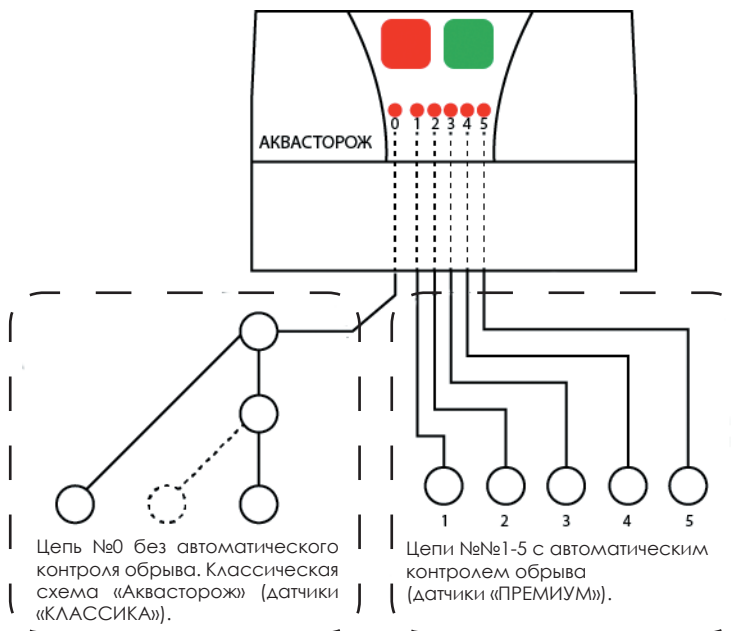 0 1 2 3 4 5
АКВАСТОРОЖ
1 2 3 4 5
Цепь №0 без автоматического
контроля обрыва. Классическая
схема «Аквасторож» (датчики
«КЛАССИКА»).
Цепи №№1-5 с автоматическим
контролем обрыва
(датчики «ПРЕМИУМ»).